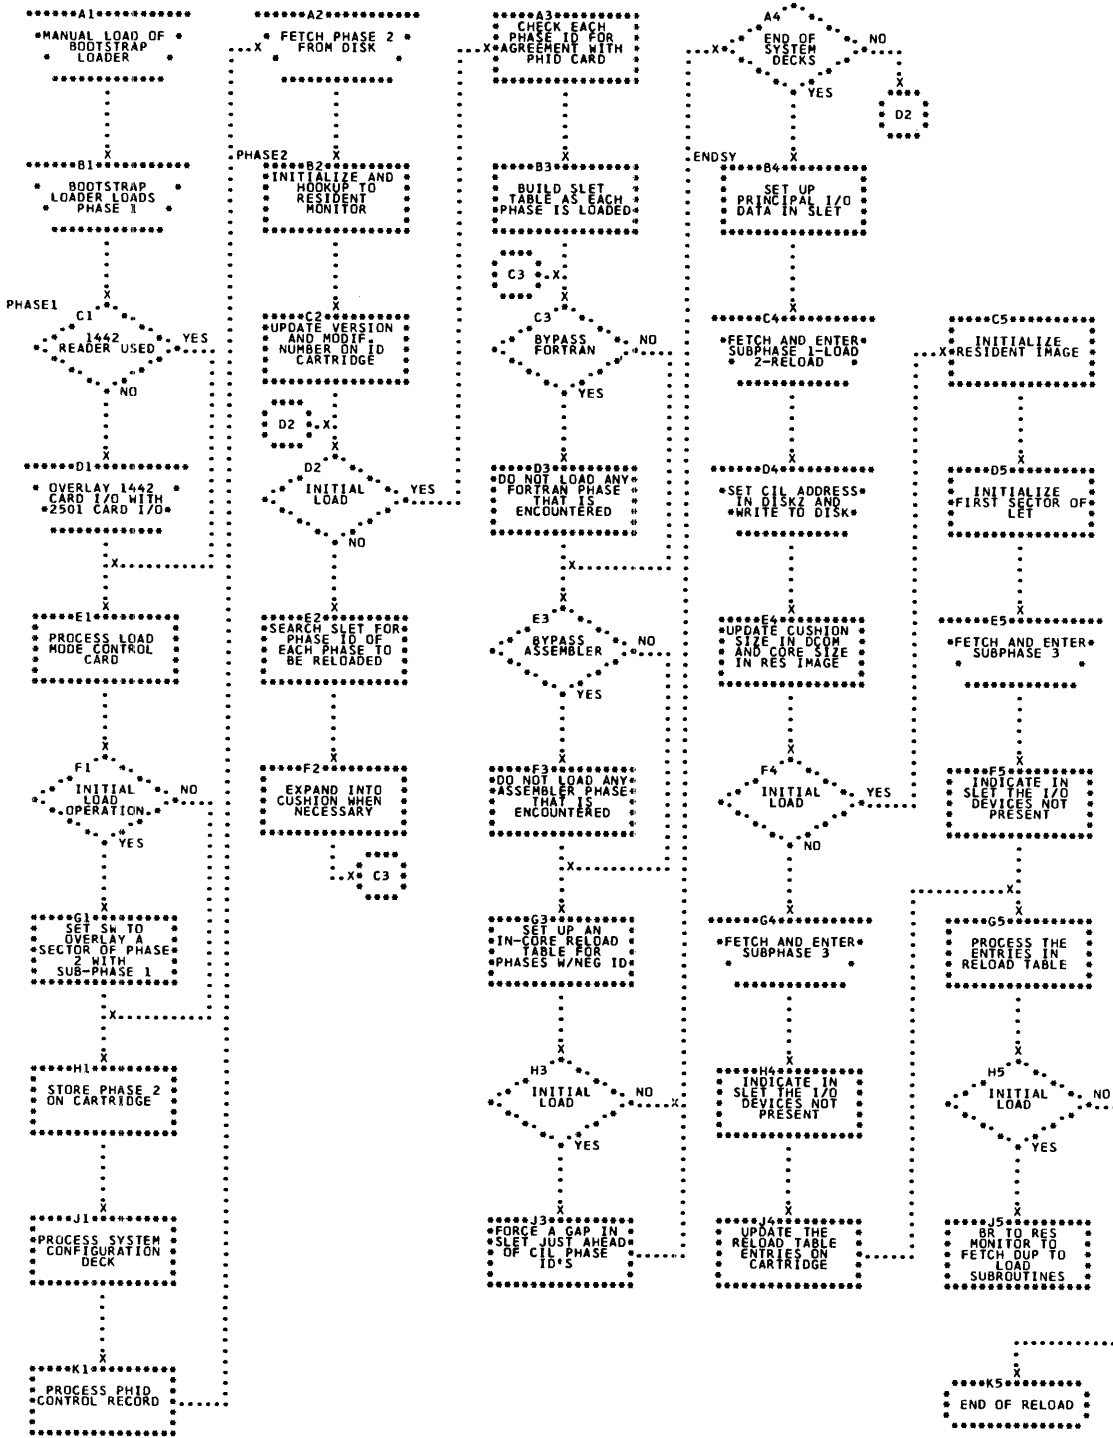 A1
MANUAL LOAD OF
BOOTSTRAP
LOADER
B1
BOOTSTRAP
LOADER LOADS
PHASE 1
PHASE1
C1
1442
READER USED
YES
NO
D1
OVERLAY 1442
CARD I/O WITH
2501 CARD I/O
X
E1
PROCESS LOAD
MODE CONTROL
CARD
F1
INITIAL
LOAD
OPERATION
NO
YES
G1
SET SW TO
OVERLAY A
SECTOR OF PHASE
2 WITH
SUB-PHASE 1
X
H1
STORE PHASE 2
ON CARTRIDGE
J1
PROCESS SYSTEM
CONFIGURATION
DECK
K1
PROCESS PHID
CONTROL RECORD
A2
FETCH PHASE 2
FROM DISK
X
PHASE2
B2
INITIALIZE AND
HOOKUP TO
RESIDENT
MONITOR
C2
UPDATE VERSION
AND MODIF.
NUMBER ON ID
CARTRIDGE
D2
X
D2
INITIAL
LOAD
YES
NO
E2
SEARCH SLET FOR
PHASE ID OF
EACH PHASE TO
BE RELOADED
F2
EXPAND INTO
CUSHION WHEN
NECESSARY
X
C3
A3
CHECK EACH
PHASE ID FOR
AGREEMENT WITH
PHID CARD
X
B3
BUILD SLET
TABLE AS EACH
PHASE IS LOADED
C3
X
C3
BYPASS
FORTRAN
NO
YES
D3
DO NOT LOAD ANY
FORTRAN PHASE
THAT IS
ENCOUNTERED
X
E3
BYPASS
ASSEMBLER
NO
YES
F3
DO NOT LOAD ANY
ASSEMBLER PHASE
THAT IS
ENCOUNTERED
X
G3
SET UP AN
IN-CORE RELOAD
TABLE FOR
PHASES W/NEG ID
H3
INITIAL
LOAD
NO
X
YES
J3
FORCE A GAP IN
SLET JUST AHEAD
OF CIL PHASE
ID'S
A4
END OF
SYSTEM
DECKS
X
NO
YES
X
D2
ENDSY
B4
SET UP
PRINCIPAL I/O
DATA IN SLET
C4
FETCH AND ENTER
SUBPHASE 1-LOAD
2-RELOAD
D4
SET CIL ADDRESS
IN DISKZ AND
WRITE TO DISK
E4
UPDATE CUSHION
SIZE IN DCOM
AND CORE SIZE
IN RES IMAGE
F4
INITIAL
LOAD
YES
NO
G4
FETCH AND ENTER
SUBPHASE 3
H4
INDICATE IN
SLET THE I/O
DEVICES NOT
PRESENT
J4
UPDATE THE
RELOAD TABLE
ENTRIES ON
CARTRIDGE
C5
INITIALIZE
RESIDENT IMAGE
X
D5
INITIALIZE
FIRST SECTOR OF
LET
E5
FETCH AND ENTER
SUBPHASE 3
F5
INDICATE IN
SLET THE I/O
DEVICES NOT
PRESENT
X
G5
PROCESS THE
ENTRIES IN
RELOAD TABLE
H5
INITIAL
LOAD
NO
YES
J5
BR TO RES
MONITOR TO
FETCH DUP TO
LOAD
SUBROUTINES
X
K5
END OF RELOAD